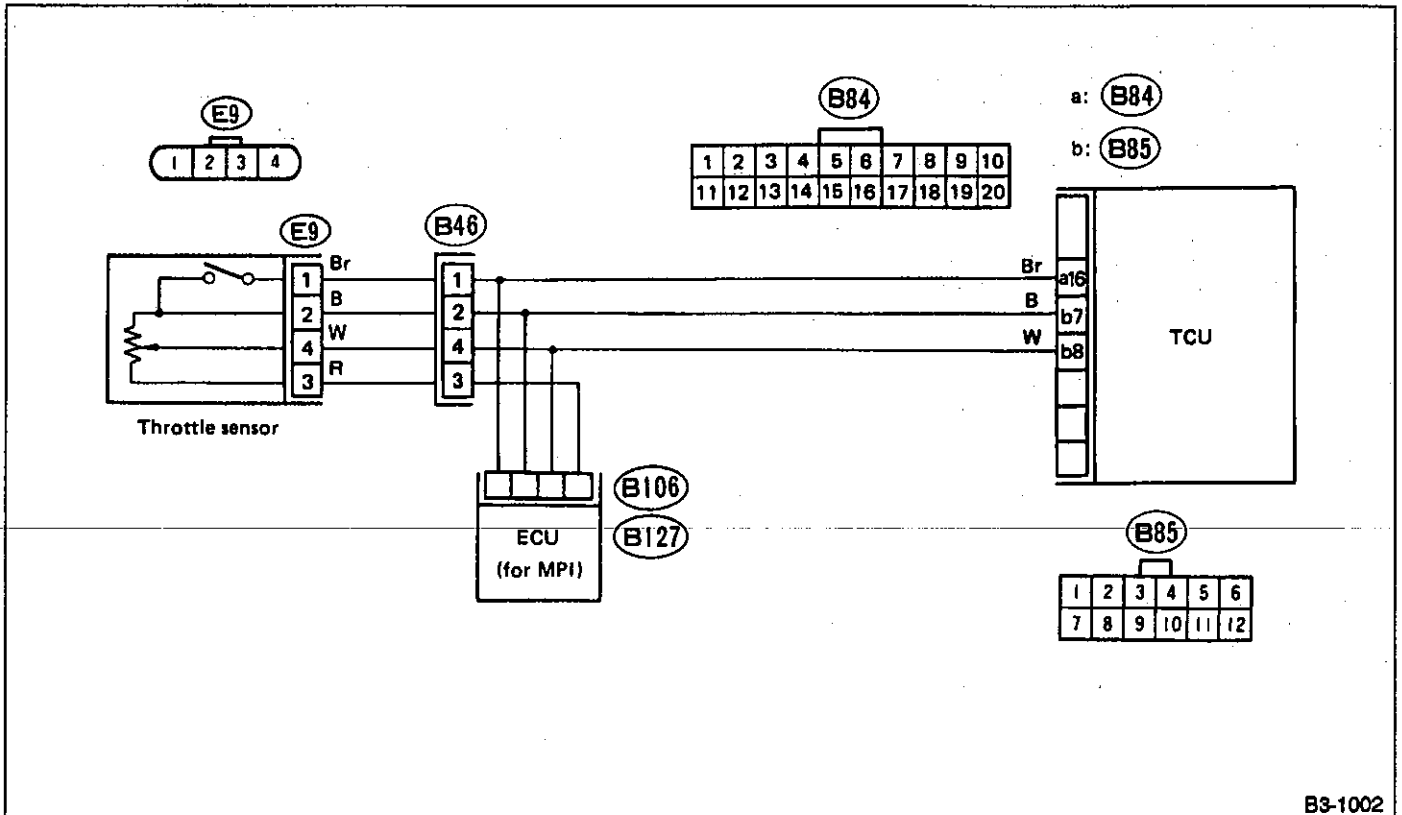 B84
a: B84
E9
b: B85
1 2 3 4
1 2 3 4 5 6 7 8 9 10
11 12 13 14 15 16 17 18 19 20
E9
B46
1 Br 1 Br a16
2 B 2 B b7
4 W 4 W b8
3 R 3
TCU
Throttle sensor
B106
ECU
(for MPI)
B127
B85
1 2 3 4 5 6
7 8 9 10 11 12
B3-1002